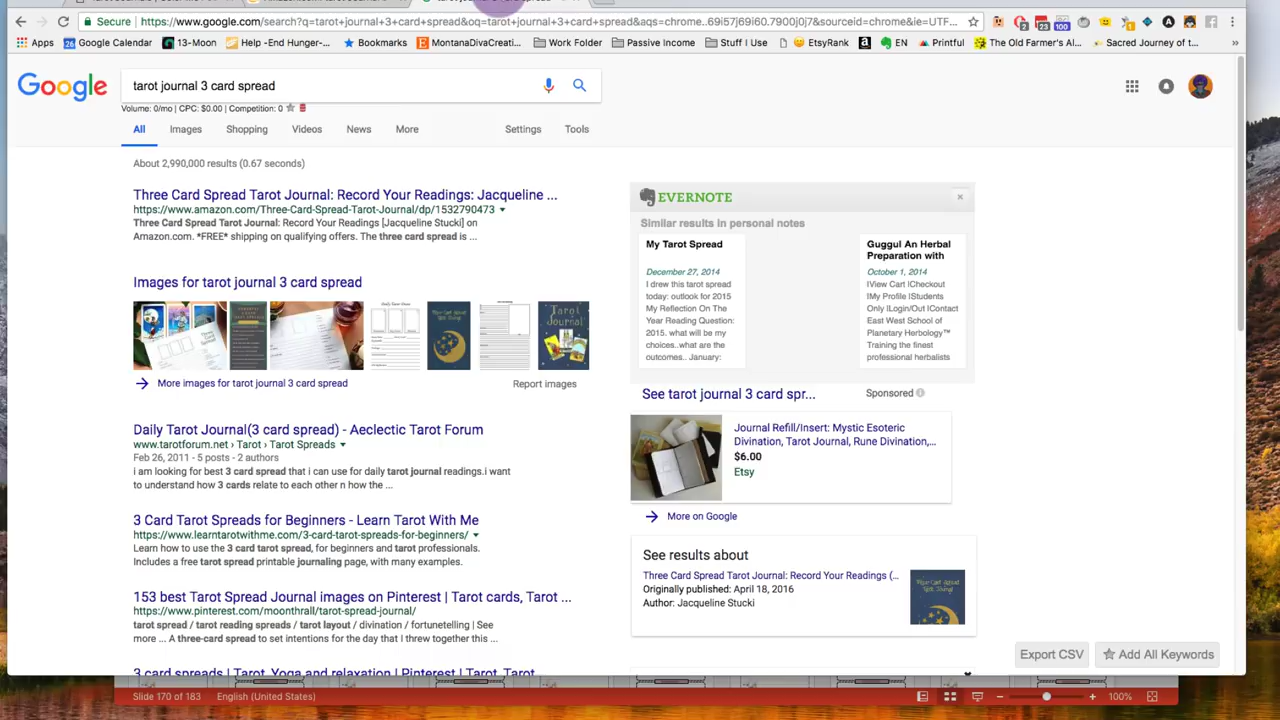 Secure
https://www.google.com/search?q=tarot+journal+3+card+spread&oq=tarot+journal+3+card+spread&aqs=chrome..69i57j69i60.7900j0j7&sourceid=chrome&ie=UTF...
Apps
Google Calendar
13-Moon
Help -End Hunger-...
Bookmarks
MontanaDivaCreati...
Work Folder
Passive Income
Stuff I Use
EtsyRank
EN
Printful
The Old Farmer's Al...
Sacred Journey of t...
Google
tarot journal 3 card spread
Volume: 0/mo | CPC: $0.00 | Competition: 0
All
Images
Shopping
Videos
News
More
Settings
Tools
About 2,990,000 results (0.67 seconds)
Three Card Spread Tarot Journal: Record Your Readings: Jacqueline ...
https://www.amazon.com/Three-Card-Spread-Tarot-Journal/dp/1532790473
Three Card Spread Tarot Journal: Record Your Readings [Jacqueline Stucki] on
Amazon.com. *FREE* shipping on qualifying offers. The three card spread is ...
Images for tarot journal 3 card spread
Tarot
Journal
More images for tarot journal 3 card spread
Report images
Daily Tarot Journal(3 card spread) - Aeclectic Tarot Forum
www.tarotforum.net › Tarot › Tarot Spreads
Feb 26, 2011 - 5 posts - 2 authors
i am looking for best 3 card spread that i can use for daily tarot journal readings.i want
to understand how 3 cards relate to each other n how the ...
3 Card Tarot Spreads for Beginners - Learn Tarot With Me
https://www.learntarotwithme.com/3-card-tarot-spreads-for-beginners/
Learn how to use the 3 card tarot spread, for beginners and tarot professionals.
Includes a free tarot spread printable journaling page, with many examples.
153 best Tarot Spread Journal images on Pinterest | Tarot cards, Tarot ...
https://www.pinterest.com/moonthrall/tarot-spread-journal/
tarot spread / tarot reading spreads / tarot layout / divination / fortunetelling | See
more ... A three-card spread to set intentions for the day that I threw together this ...
3 card spreads | Tarot, Yoga and relaxation | Pinterest | Tarot, Tarot
EVERNOTE
Similar results in personal notes
My Tarot Spread
December 27, 2014
I drew this tarot spread
today: outlook for 2015
My Reflection On The
Year Reading Question:
2015. what will be my
choices..what are the
outcomes.. January:
Guggul An Herbal
Preparation with
October 1, 2014
IView Cart ICheckout
IMy Profile IStudents
Only ILogin/Out IContact
East West School of
Planetary Herbology™
Training the finest
professional herbalists
See tarot journal 3 card spr...
Sponsored
Journal Refill/Insert: Mystic Esoteric
Divination, Tarot Journal, Rune Divination,...
$6.00
Etsy
More on Google
See results about
Three Card Spread Tarot Journal: Record Your Readings (...
Originally published: April 18, 2016
Author: Jacqueline Stucki
Export CSV
Add All Keywords
Slide 170 of 183
English (United States)
100%